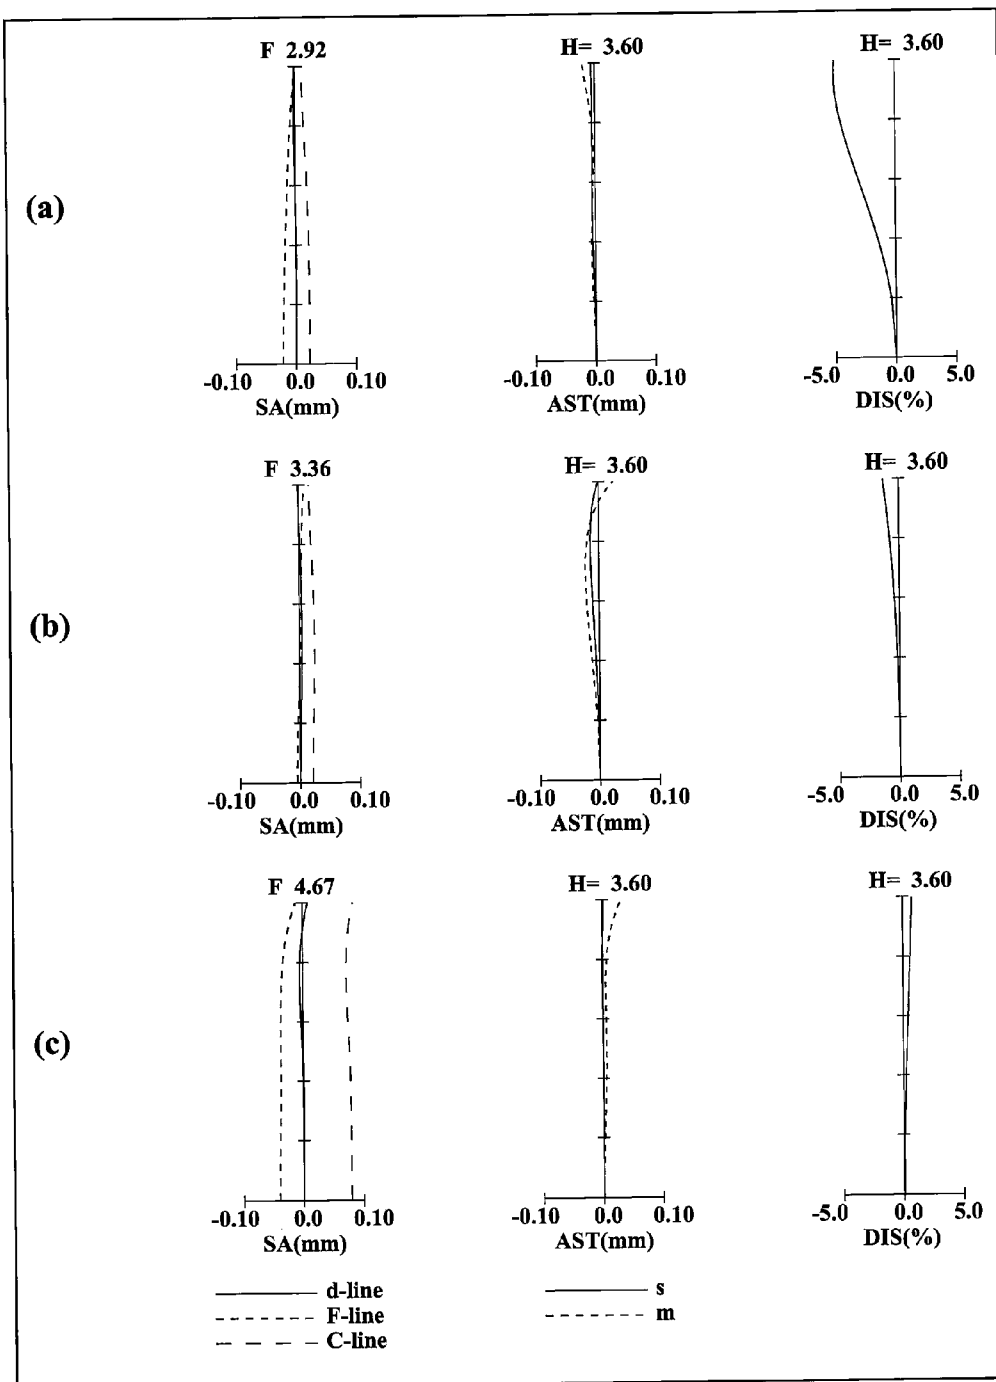 F 2.92
H= 3.60
H= 3.60
(a)
-0.10 0.0 0.10
SA(mm)
-0.10 0.0 0.10
AST(mm)
-5.0 0.0 5.0
DIS(%)
F 3.36
H= 3.60
H= 3.60
(b)
-0.10 0.0 0.10
SA(mm)
-0.10 0.0 0.10
AST(mm)
-5.0 0.0 5.0
DIS(%)
F 4.67
H= 3.60
H= 3.60
(c)
-0.10 0.0 0.10
SA(mm)
-0.10 0.0 0.10
AST(mm)
-5.0 0.0 5.0
DIS(%)
d-line
F-line
C-line
s
m